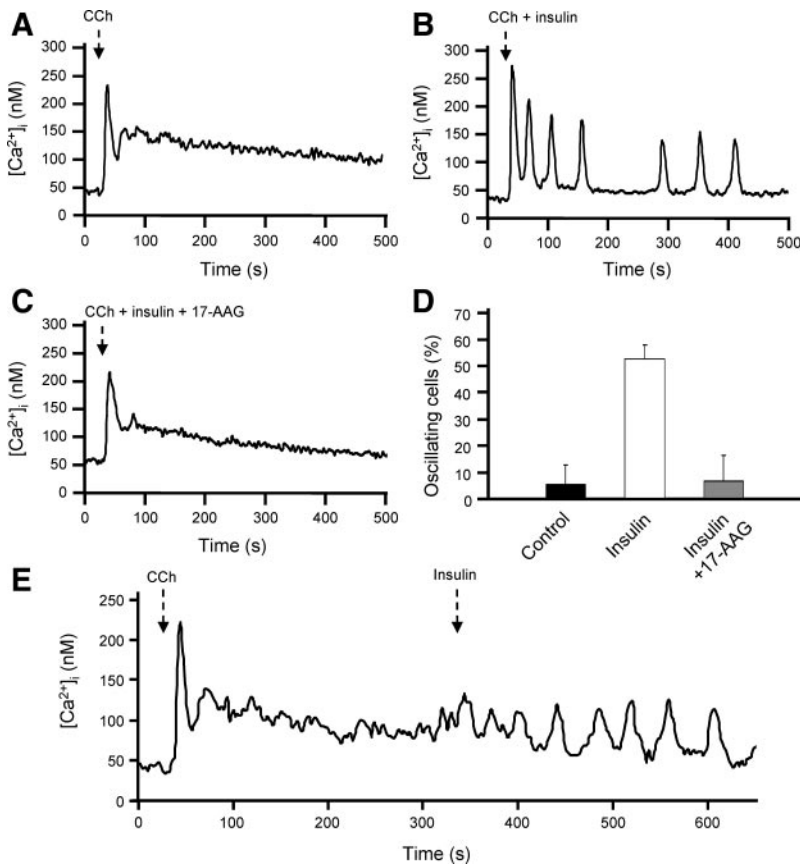 A
CCh
300
250
200
150
100
50
0
[Ca²⁺]ᵢ (nM)
0 100 200 300 400 500
Time (s)
B
CCh + insulin
300
250
200
150
100
50
0
[Ca²⁺]ᵢ (nM)
0 100 200 300 400 500
Time (s)
C
CCh + insulin + 17-AAG
300
250
200
150
100
50
0
[Ca²⁺]ᵢ (nM)
0 100 200 300 400 500
Time (s)
D
70
60
50
40
30
20
10
0
Oscillating cells (%)
Control
Insulin
Insulin
+17-AAG
E
CCh
Insulin
250
200
150
100
50
0
[Ca²⁺]ᵢ (nM)
0 100 200 300 400 500 600
Time (s)